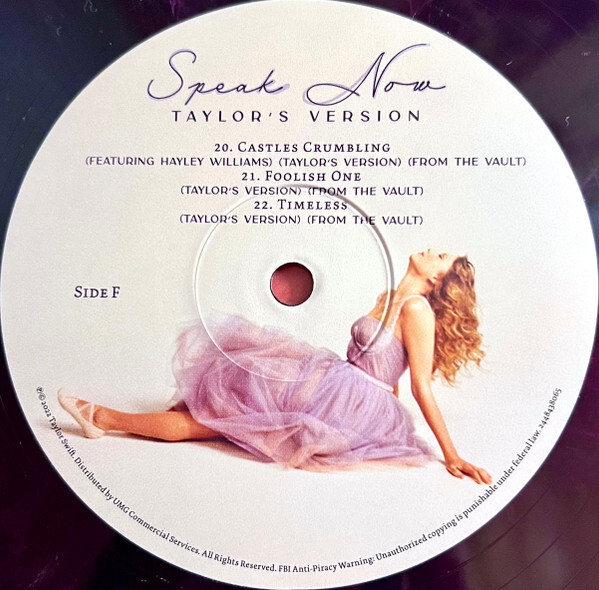 Speak Now
TAYLOR'S VERSION
20. CASTLES CRUMBLING
(FEATURING HAYLEY WILLIAMS) (TAYLOR'S VERSION) (FROM THE VAULT)
21. FOOLISH ONE
(TAYLOR'S VERSION) (FROM THE VAULT)
22. TIMELESS
(TAYLOR'S VERSION) (FROM THE VAULT)
SIDE F
℗© 2022 Taylor Swift. Distributed by UMG Commercial Services. All Rights Reserved. FBI Anti-Piracy Warning: Unauthorized copying is punishable under federal law. 2448438065